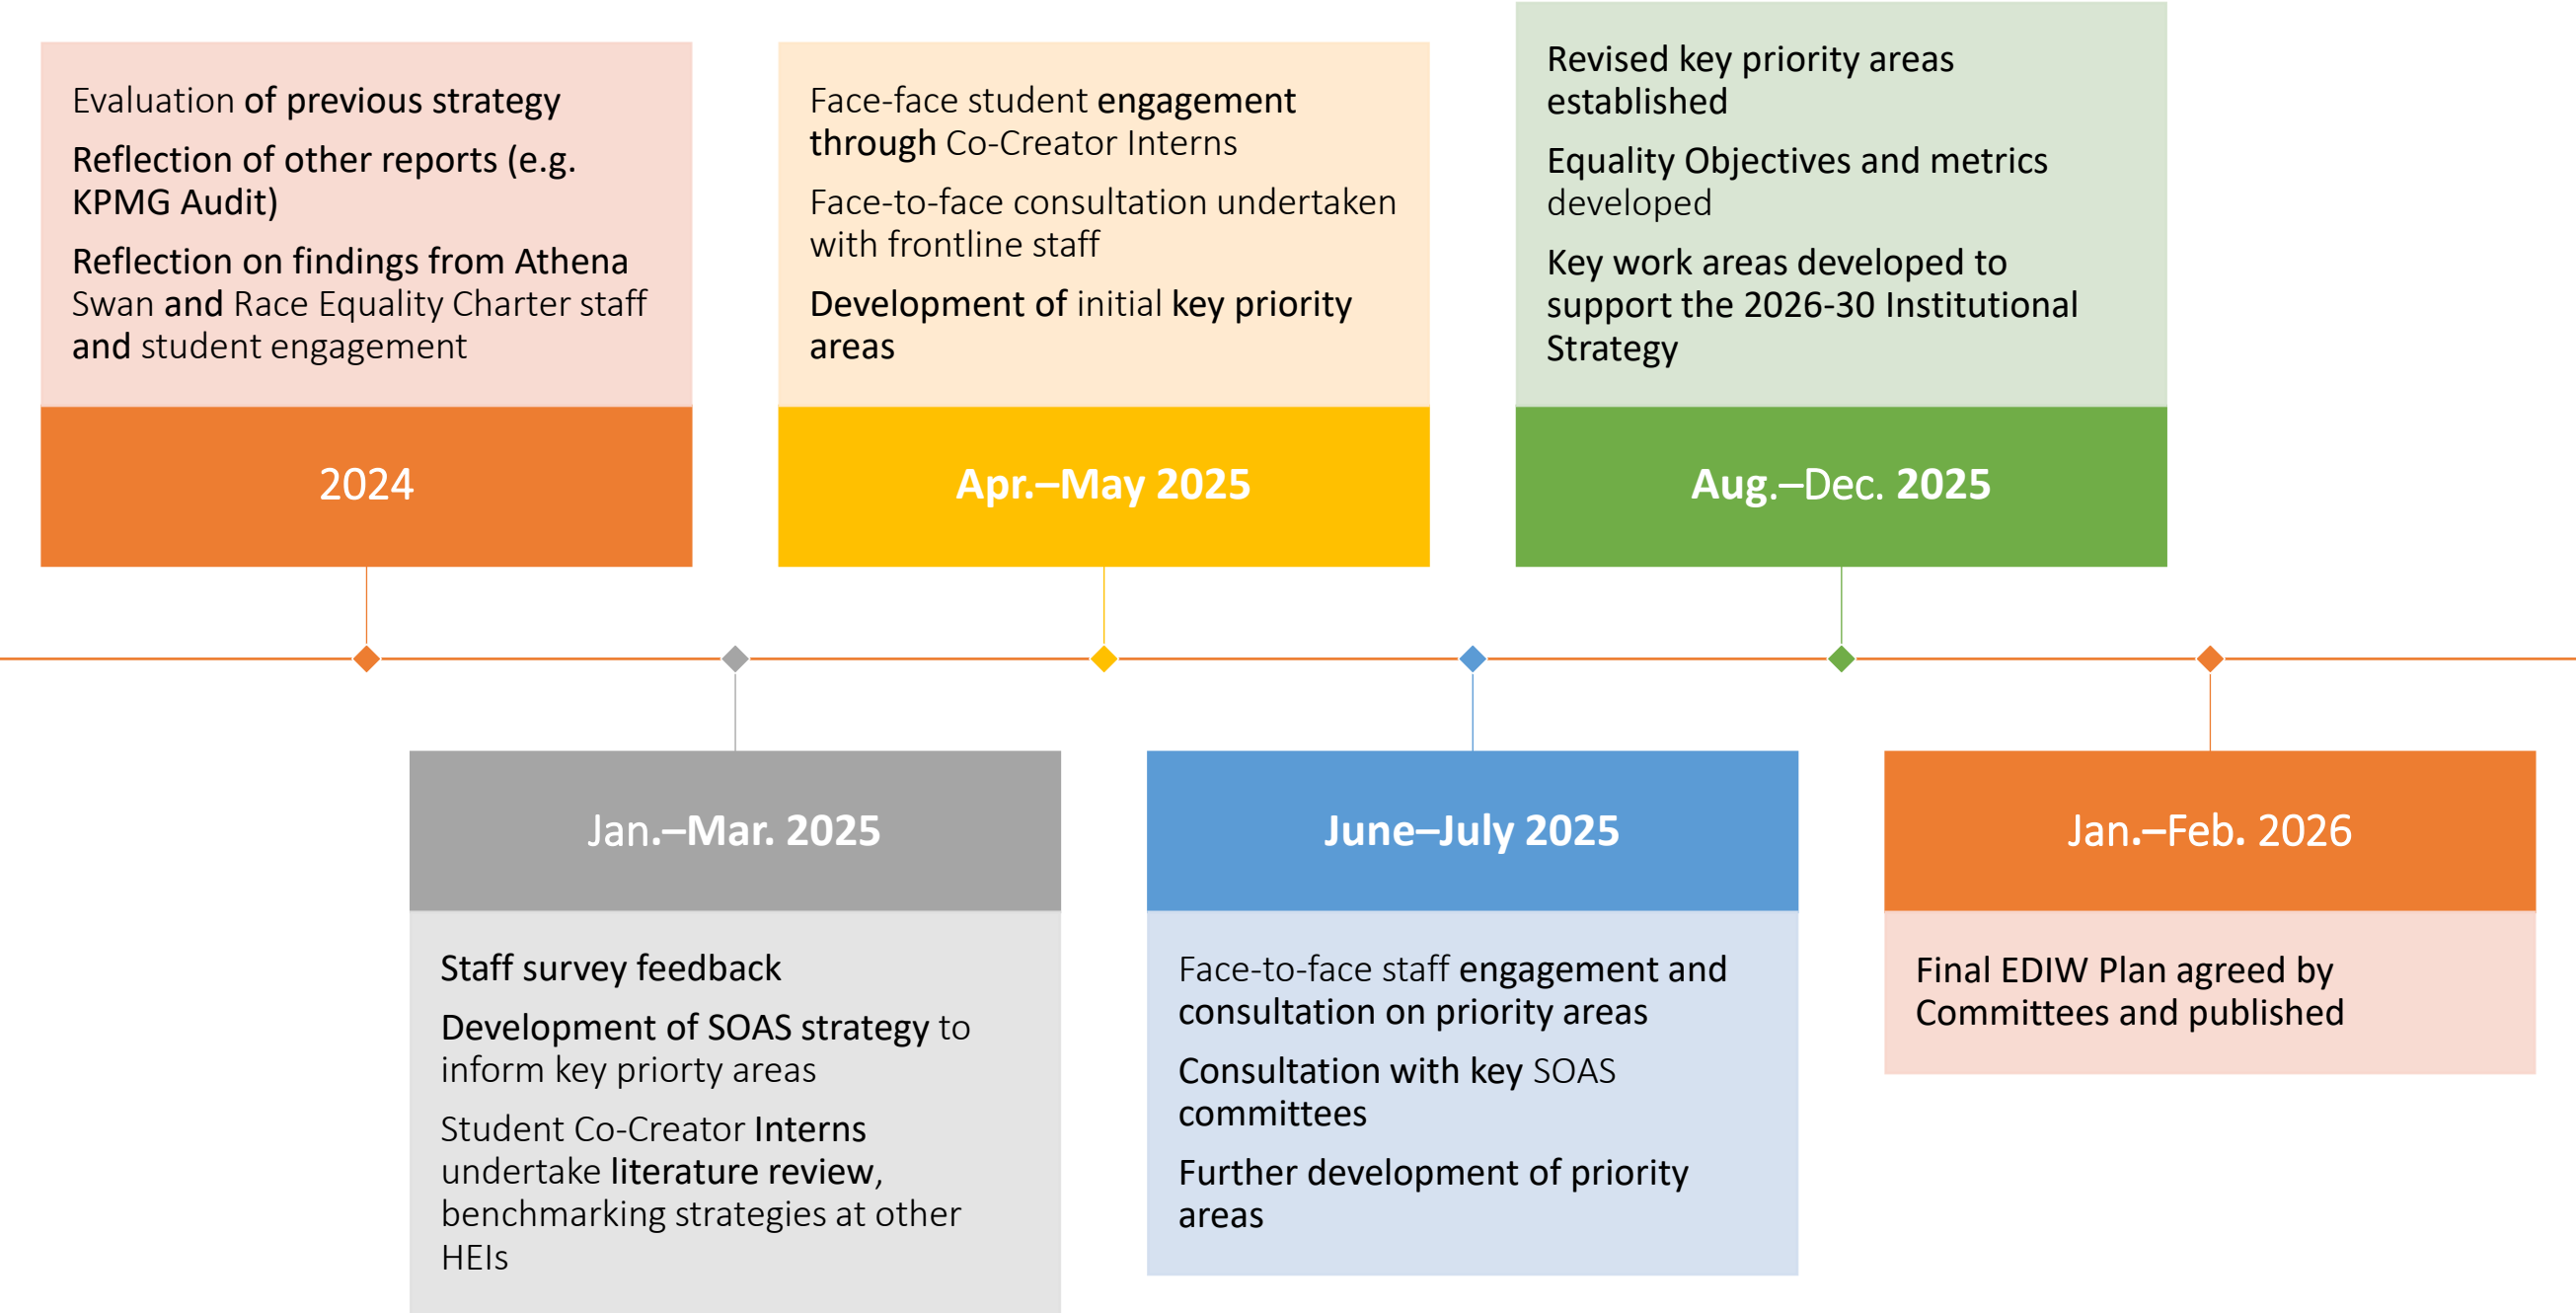 Evaluation of previous strategy
Reflection of other reports (e.g.
KPMG Audit)
Reflection on findings from Athena
Swan and Race Equality Charter staff
and student engagement
2024
Jan.–Mar. 2025
Staff survey feedback
Development of SOAS strategy to
inform key priorty areas
Student Co-Creator Interns
undertake literature review,
benchmarking strategies at other
HEIs
Face-face student engagement
through Co-Creator Interns
Face-to-face consultation undertaken
with frontline staff
Development of initial key priority
areas
Apr.–May 2025
June–July 2025
Face-to-face staff engagement and
consultation on priority areas
Consultation with key SOAS
committees
Further development of priority
areas
Revised key priority areas
established
Equality Objectives and metrics
developed
Key work areas developed to
support the 2026-30 Institutional
Strategy
Aug.–Dec. 2025
Jan.–Feb. 2026
Final EDIW Plan agreed by
Committees and published